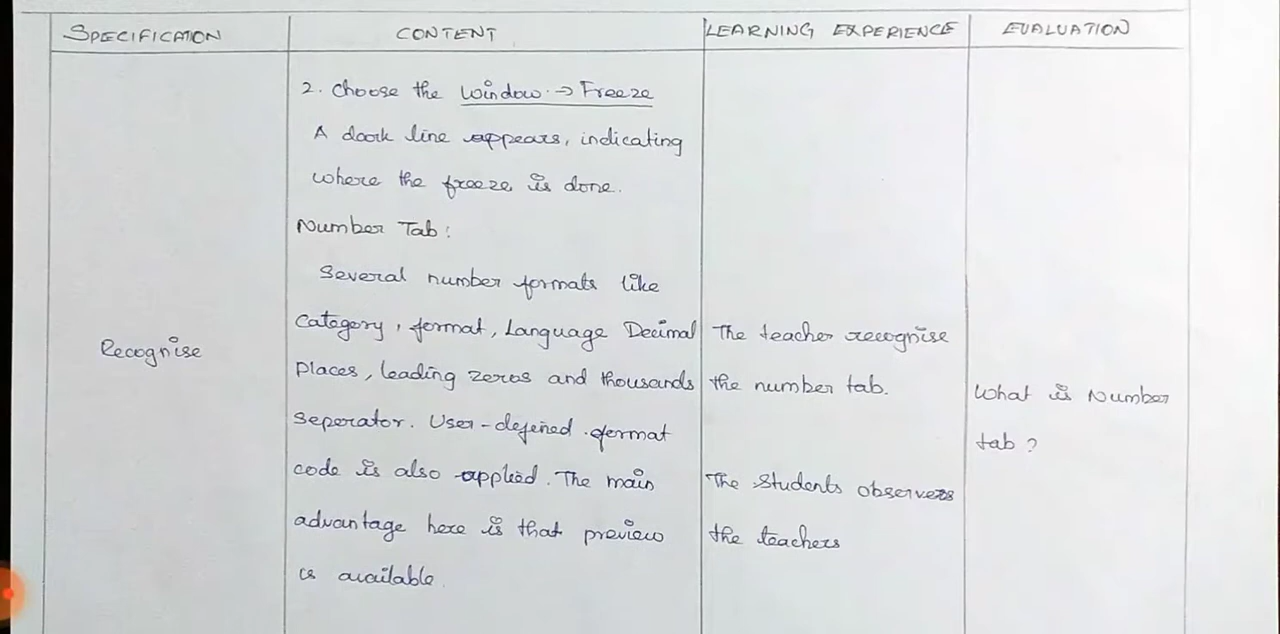 SPECIFICATION
CONTENT
LEARNING EXPERIENCE
EVALUATION
2. Choose the Window → Freeze
A dark line appears, indicating
where the freeze is done.
Number Tab:
Several number formats like
Category, format, Language Decimal
Places, leading zeros and thousands
seperator. User-defened format
code is also applied. The main
advantage here is that preview
is available.
Recognise
The teacher recognise
the number tab.
The Students observers
the teachers
What is Number
tab?